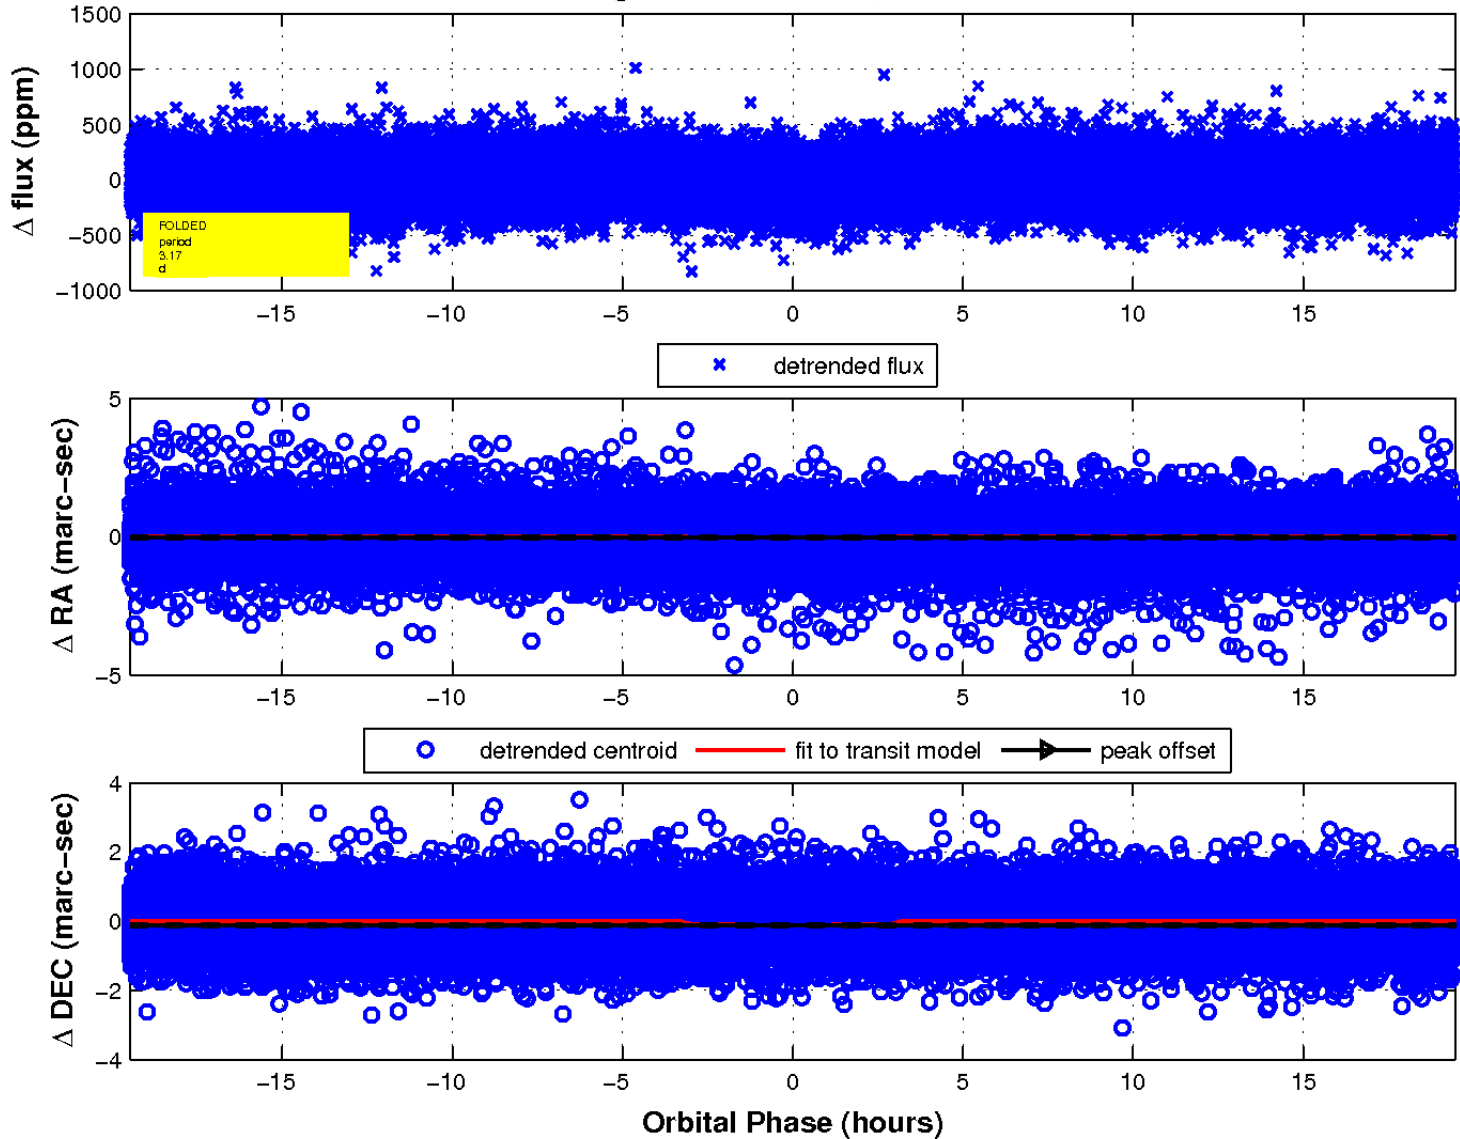 1500
1000
500
0
−500
−1000
Δ flux (ppm)
FOLDED
period
3.17
d
−15 −10 −5 0 5 10 15
detrended flux
5
0
−5
Δ RA (marc−sec)
−15 −10 −5 0 5 10 15
detrended centroid fit to transit model peak offset
4
2
0
−2
−4
Δ DEC (marc−sec)
−15 −10 −5 0 5 10 15
Orbital Phase (hours)